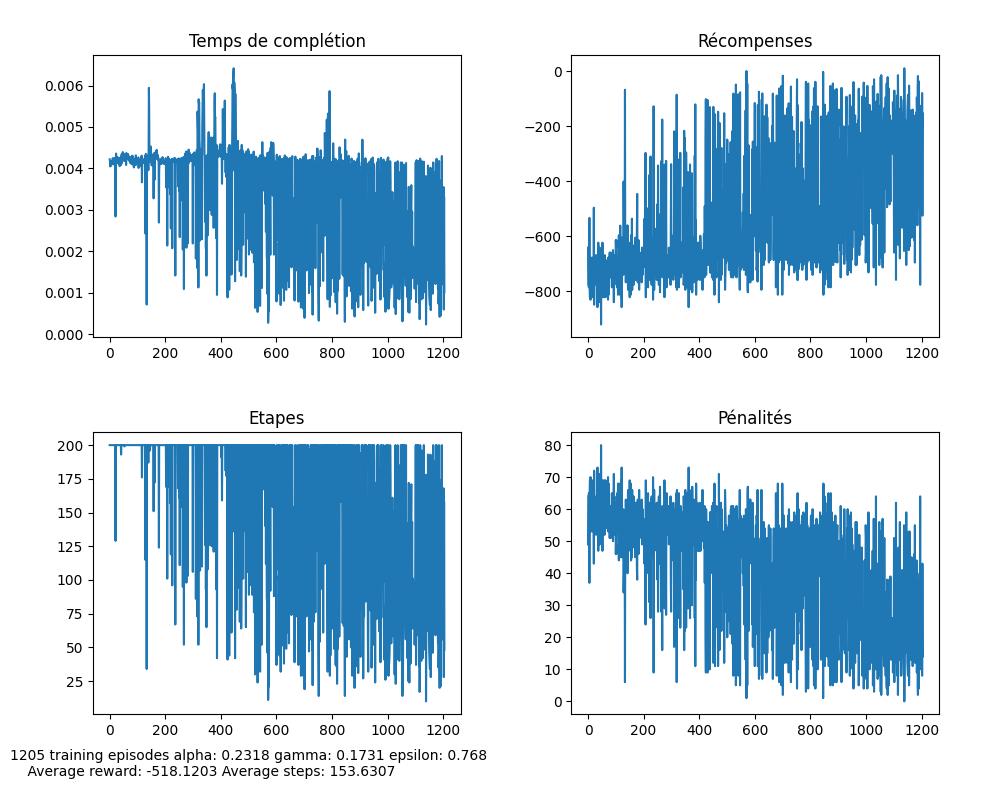 Temps de complétion
0.006
0.005
0.004
0.003
0.002
0.001
0.000
0 200 400 600 800 1000 1200
Récompenses
0
−200
−400
−600
−800
0 200 400 600 800 1000 1200
Etapes
200
175
150
125
100
75
50
25
0 200 400 600 800 1000 1200
Pénalités
80
70
60
50
40
30
20
10
0
0 200 400 600 800 1000 1200
1205 training episodes alpha: 0.2318 gamma: 0.1731 epsilon: 0.768
Average reward: -518.1203 Average steps: 153.6307